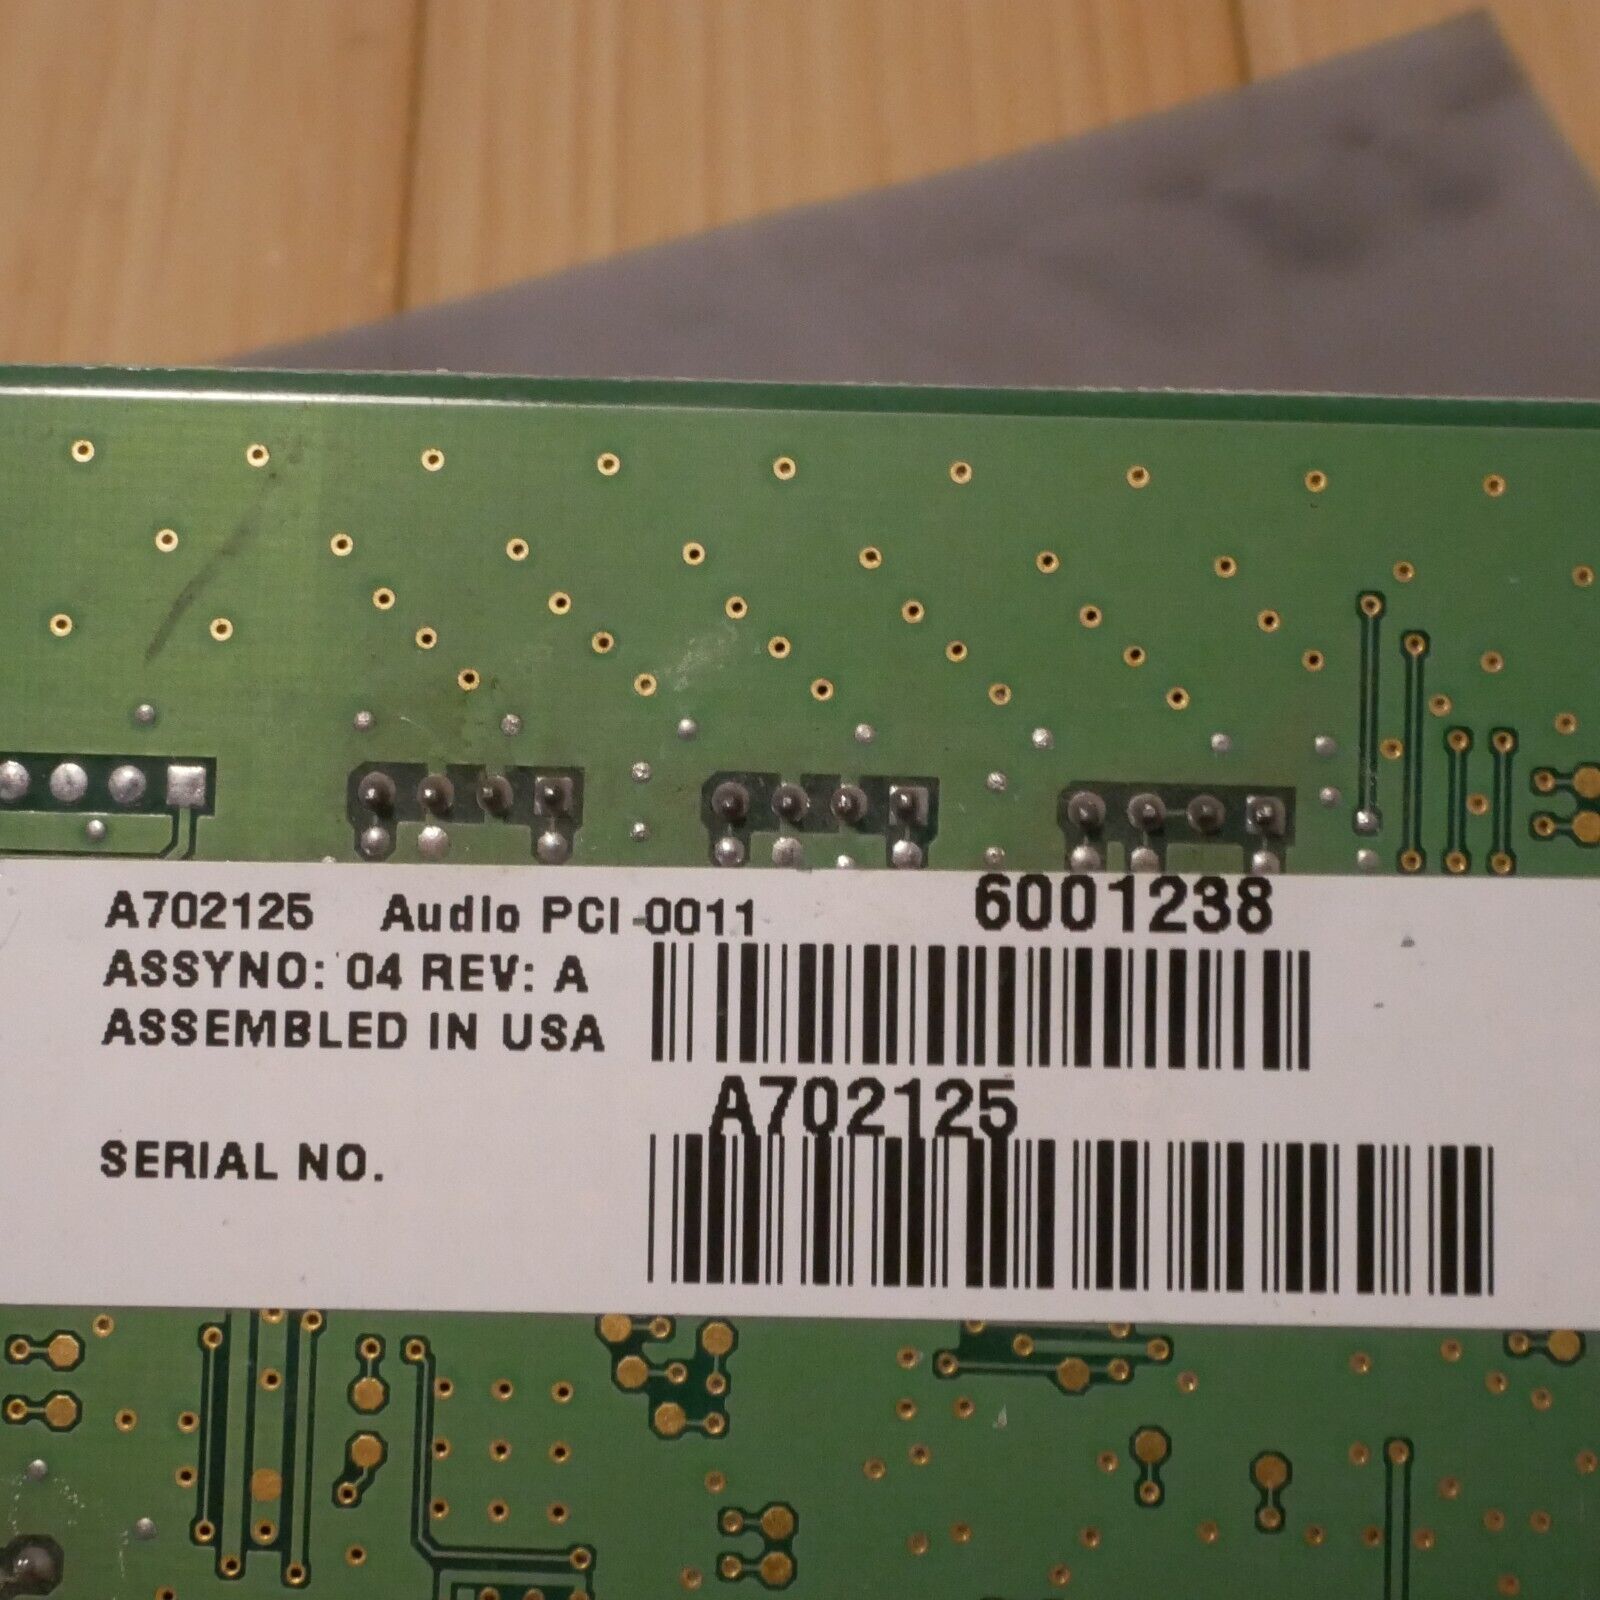 A702125 Audio PCI-0011 6001238
ASSYNO: 04 REV: A
ASSEMBLED IN USA
A702125
SERIAL NO.